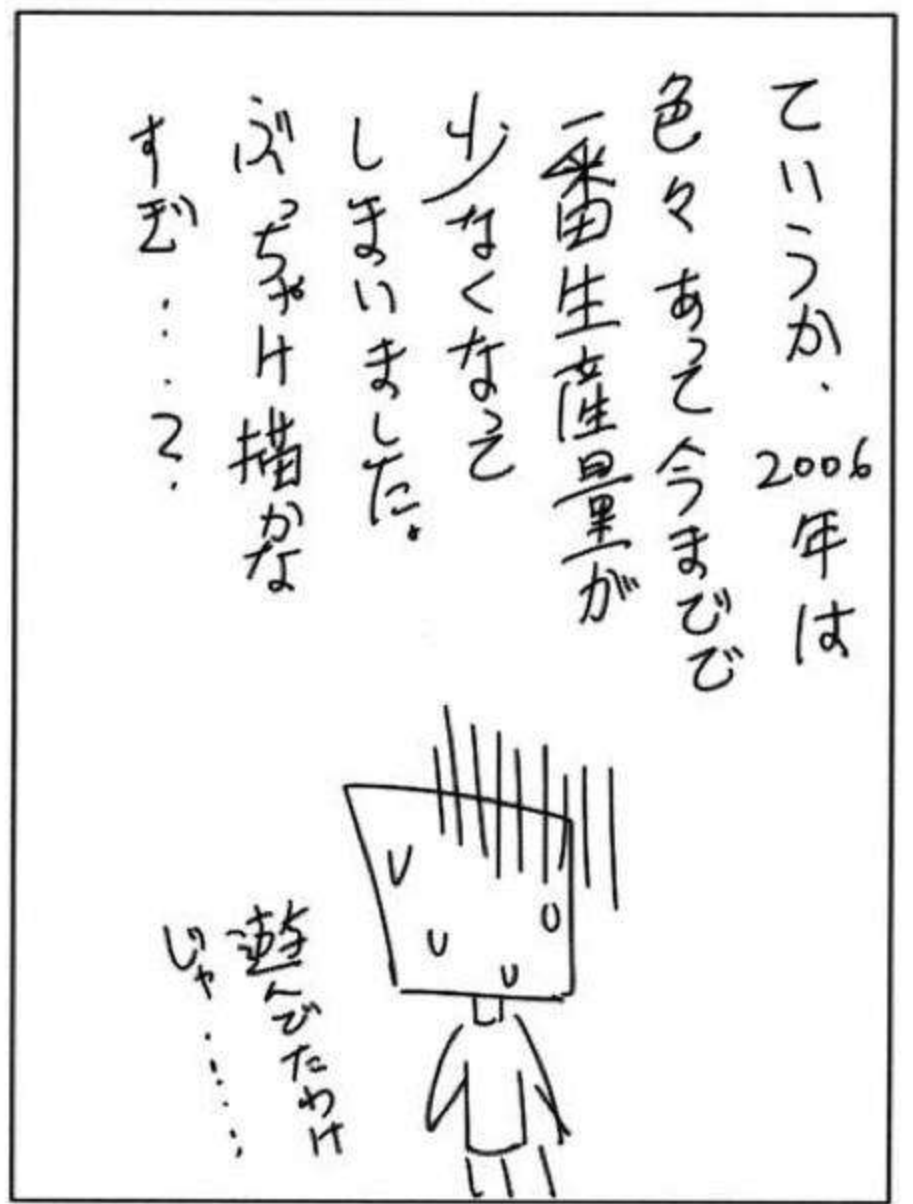 ていうか、2006年は
色々あって今までで
一番生産量が
少なくなって
しまいました。
ぶっちゃけ描かな
すぎ・・・?
遊んでたわけ
じゃ・・・・・